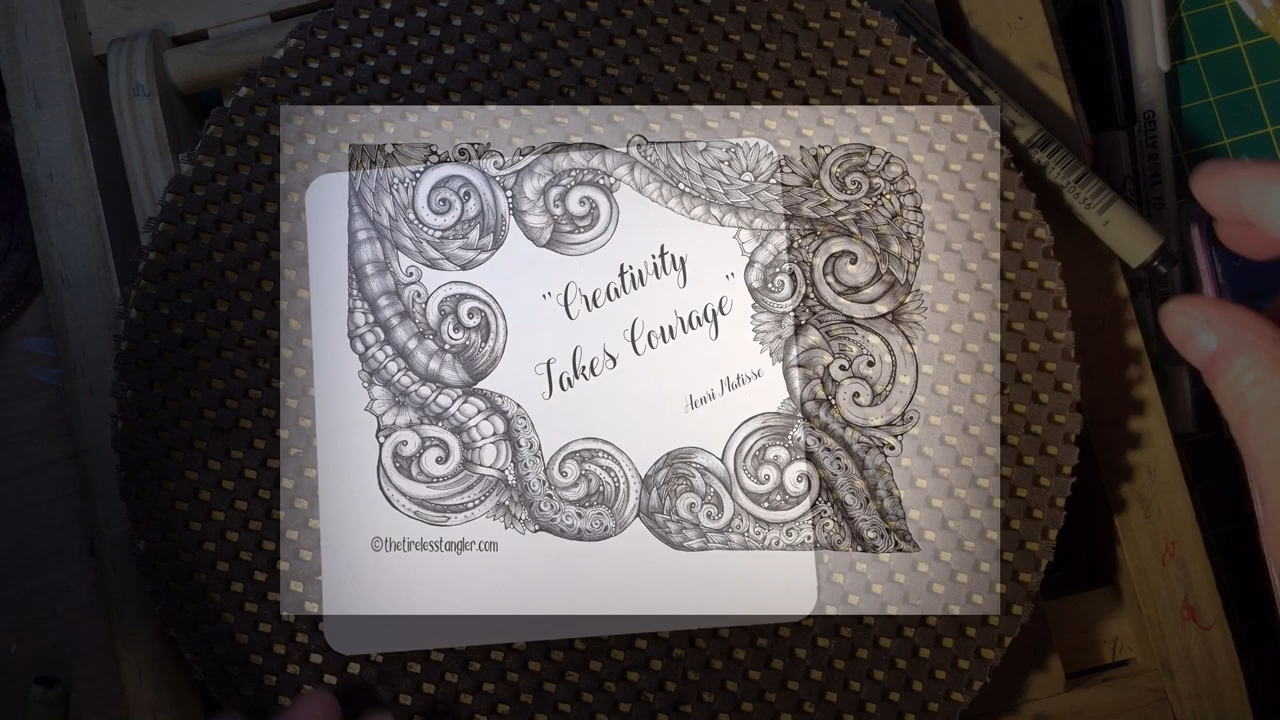 "Creativity
Takes Courage"
Henri Matisse
©thetirelesstangler.com
GELLY ROLL 10